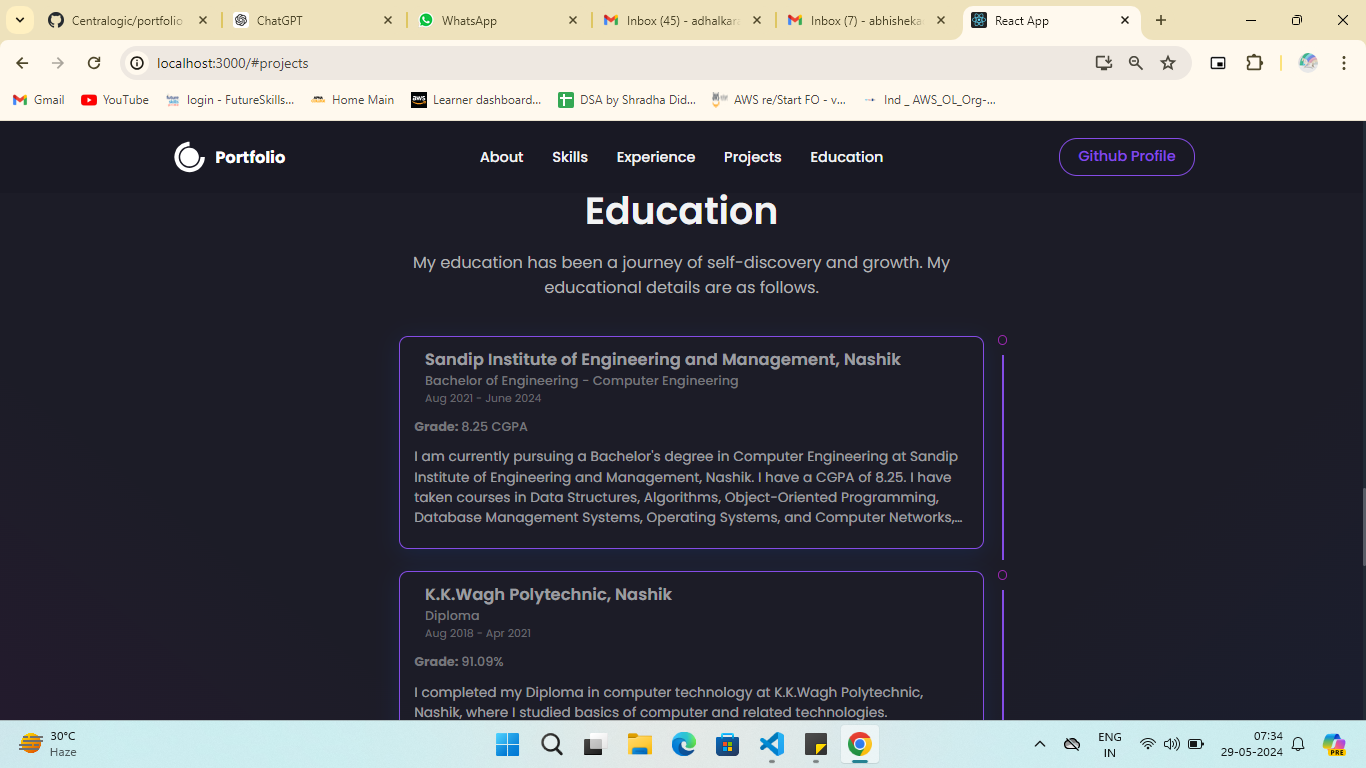 Centralogic/portfolio
ChatGPT
WhatsApp
Inbox (45) - adhalkar
Inbox (7) - abhisheka
React App
localhost:3000/#projects
Gmail
YouTube
login - FutureSkills...
Home Main
aws
Learner dashboard...
DSA by Shradha Did...
AWS re/Start FO - v...
Ind _ AWS_OL_Org-...
Portfolio
About
Skills
Experience
Projects
Education
Github Profile
Education
My education has been a journey of self-discovery and growth. My
educational details are as follows.
Sandip Institute of Engineering and Management, Nashik
Bachelor of Engineering - Computer Engineering
Aug 2021 - June 2024
Grade: 8.25 CGPA
I am currently pursuing a Bachelor's degree in Computer Engineering at Sandip
Institute of Engineering and Management, Nashik. I have a CGPA of 8.25. I have
taken courses in Data Structures, Algorithms, Object-Oriented Programming,
Database Management Systems, Operating Systems, and Computer Networks,...
K.K.Wagh Polytechnic, Nashik
Diploma
Aug 2018 - Apr 2021
Grade: 91.09%
I completed my Diploma in computer technology at K.K.Wagh Polytechnic,
Nashik, where I studied basics of computer and related technologies.
30°C
Haze
ENG
IN
07:34
29-05-2024
PRE